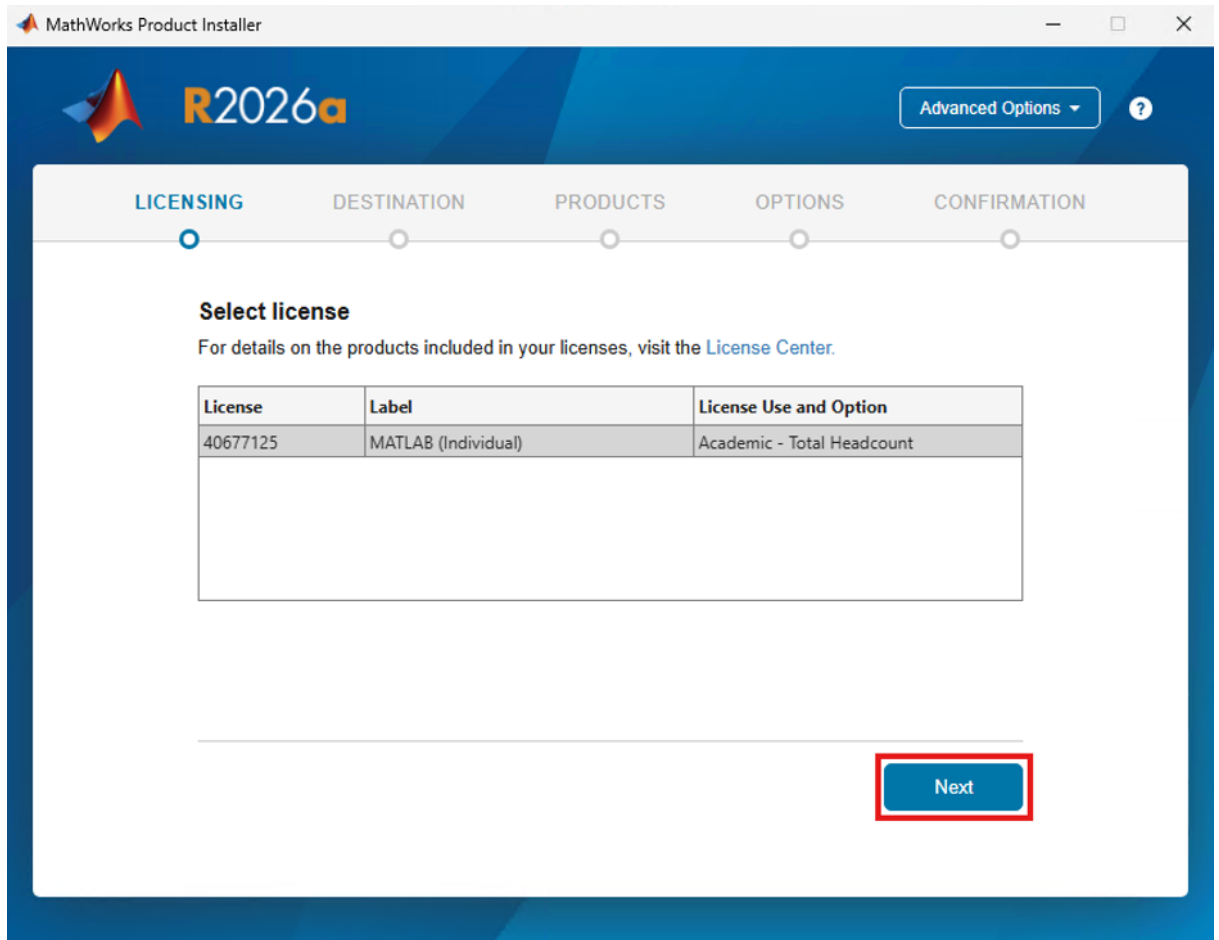 MathWorks Product Installer
R2026a
Advanced Options
?
LICENSING DESTINATION PRODUCTS OPTIONS CONFIRMATION
Select license
For details on the products included in your licenses, visit the License Center.
License Label License Use and Option
40677125 MATLAB (Individual) Academic - Total Headcount
Next